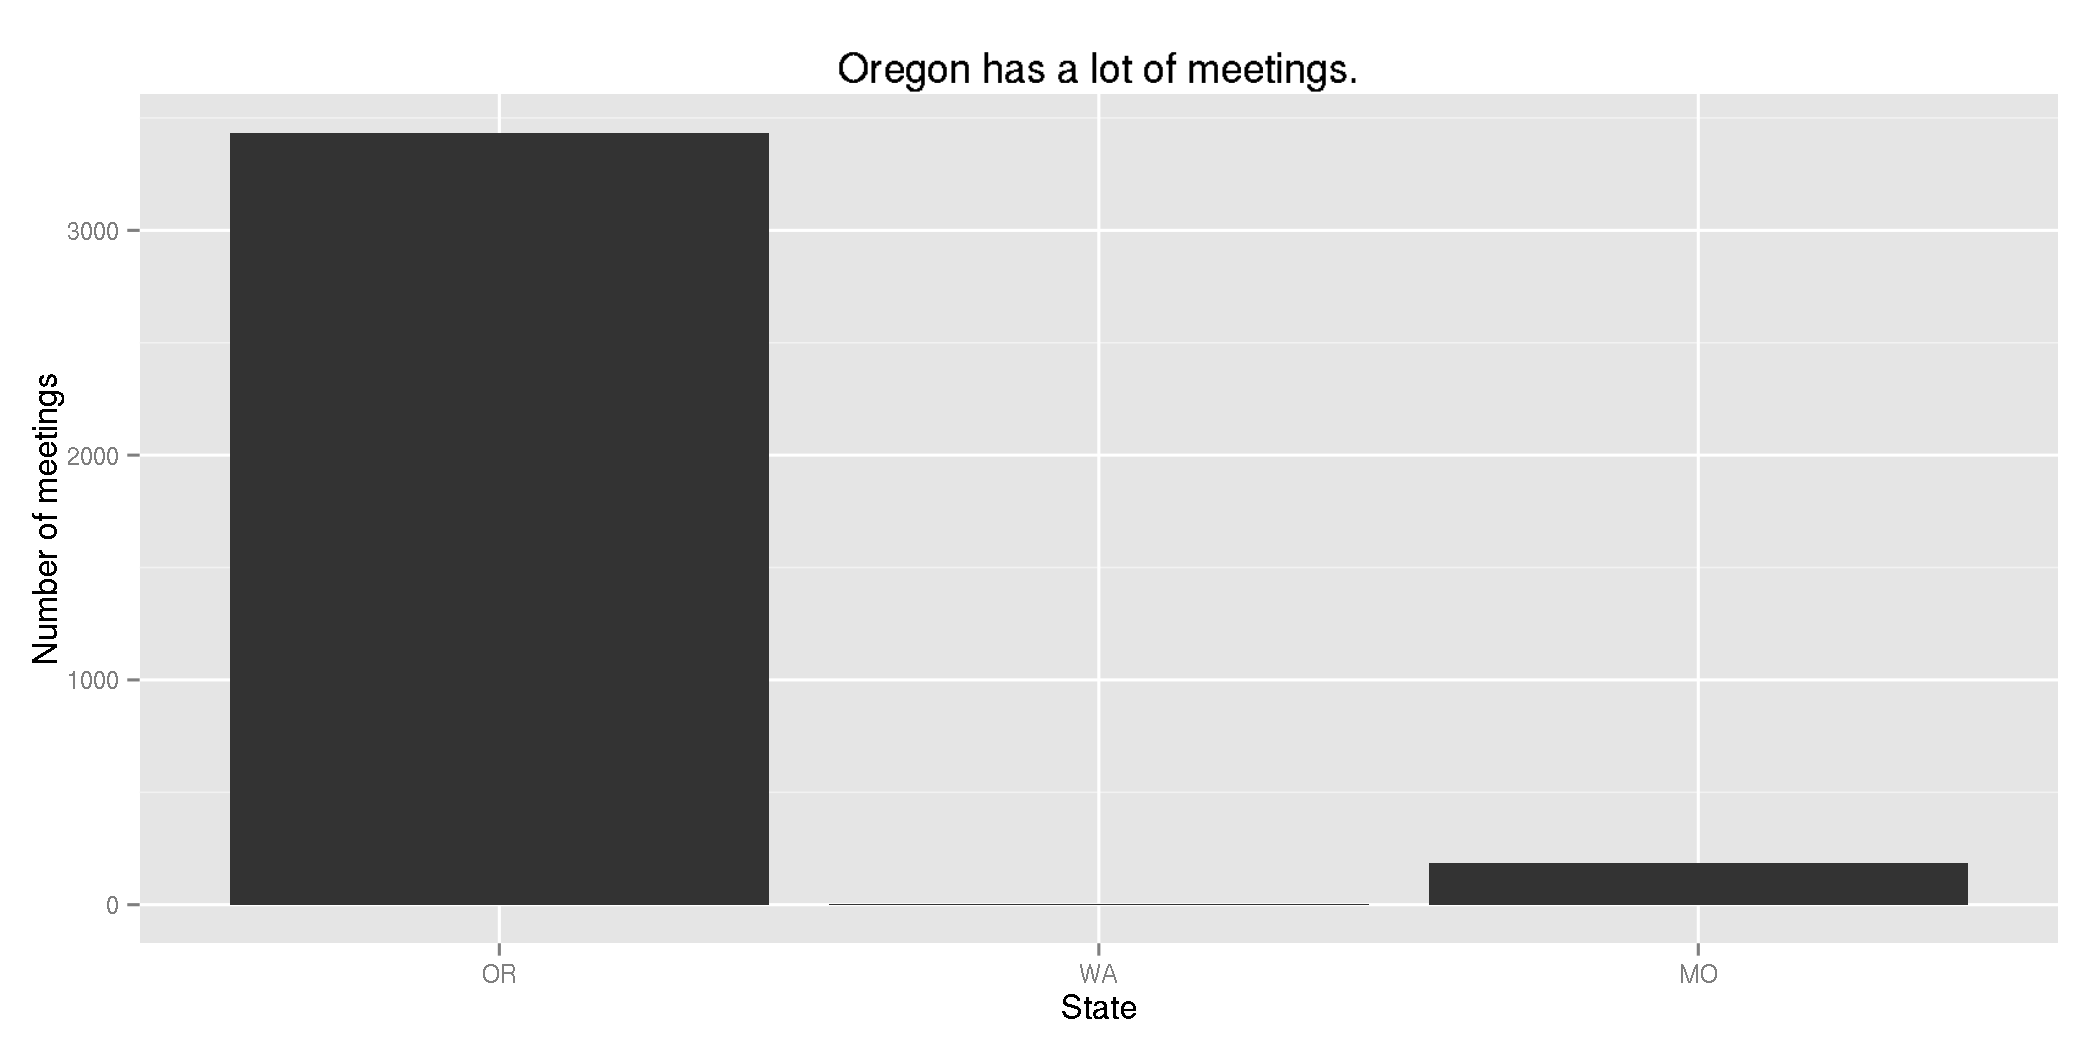 Oregon has a lot of meetings.
Number of meetings
3000
2000
1000
0
OR WA MO
State